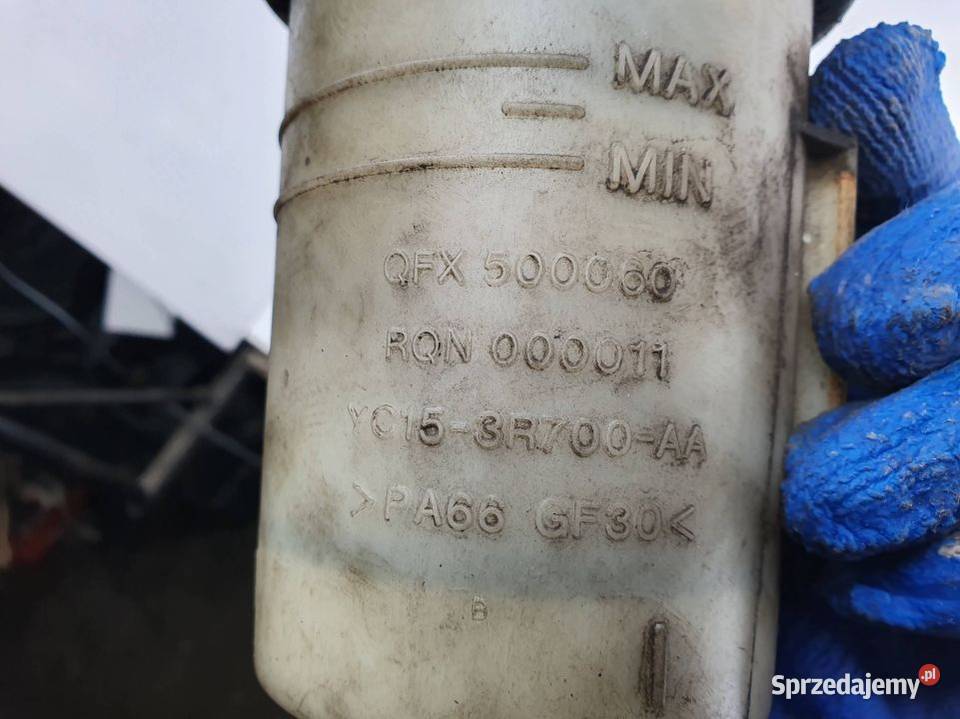 MAX
MIN
QFX 500060
RQN 000011
YC15-3R700-AA
>PA66 GF30<
B
Sprzedajemy.pl